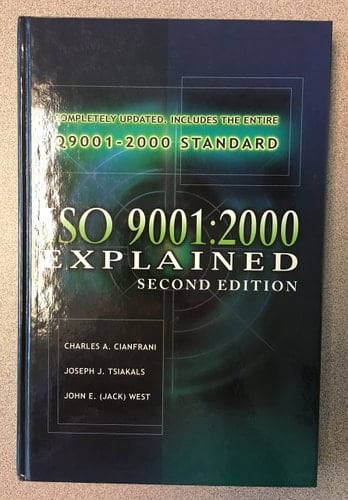 COMPLETELY UPDATED. INCLUDES THE ENTIRE
Q9001-2000 STANDARD
ISO 9001:2000
EXPLAINED
SECOND EDITION
CHARLES A. CIANFRANI
JOSEPH J. TSIAKALS
JOHN E. (JACK) WEST